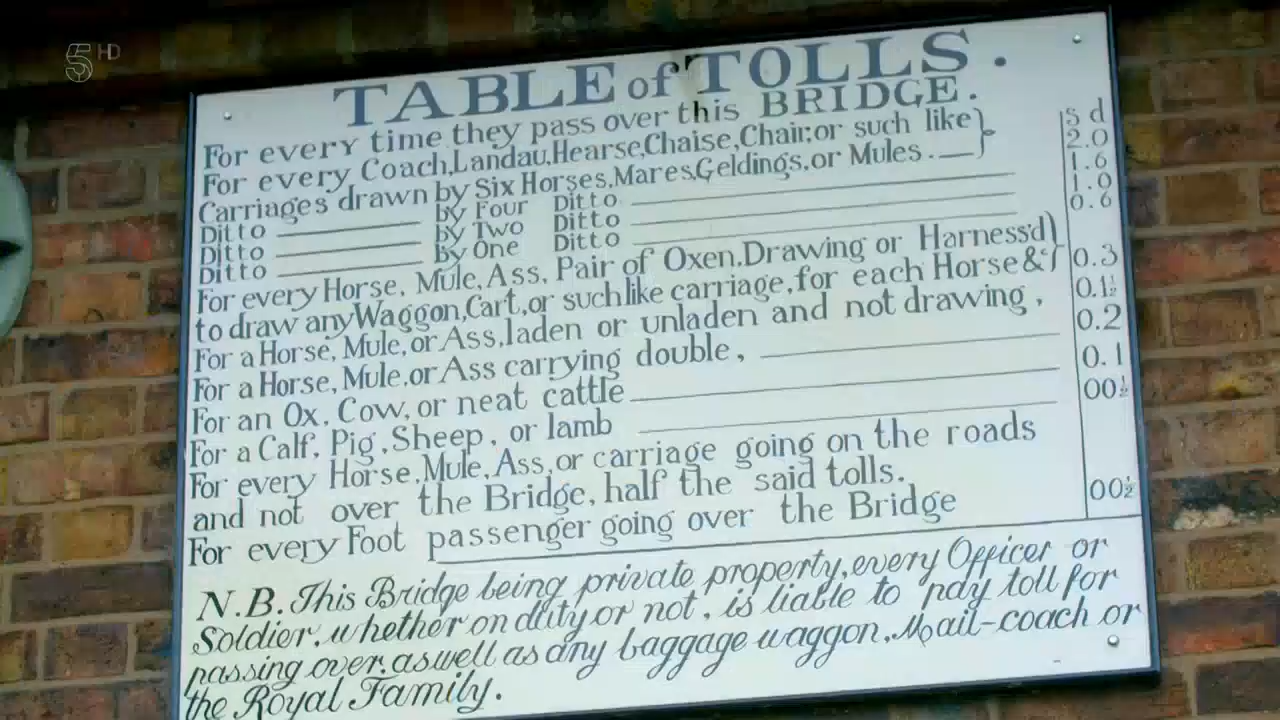 5 HD
TABLE of TOLLS.
For every time they pass over this BRIDGE.
s d
For every Coach,Landau,Hearse,Chaise,Chair,or such like}
Carriages drawn by Six Horses,Mares,Geldings,or Mules. 2.0
Ditto by Four Ditto 1.6
Ditto by Two Ditto 1.0
Ditto by One Ditto 0.6
For every Horse, Mule, Ass, Pair of Oxen.Drawing or Harness'd)
to draw any Waggon,Cart,or such like carriage,for each Horse &c} 0.3
For a Horse, Mule,or Ass,laden or unladen and not drawing, 0.1½
For a Horse, Mule,or Ass carrying double, 0.2
For an Ox, Cow, or neat cattle 0.1
For a Calf, Pig, Sheep, or lamb 00½
For every Horse,Mule,Ass,or carriage going on the roads
and not over the Bridge, half the said tolls.
For every Foot passenger going over the Bridge 00½
N.B. This Bridge being private property,every Officer or
Soldier, whether on duty or not, is liable to pay toll for
passing over, aswell as any baggage waggon, Mail-coach or
the Royal Family.